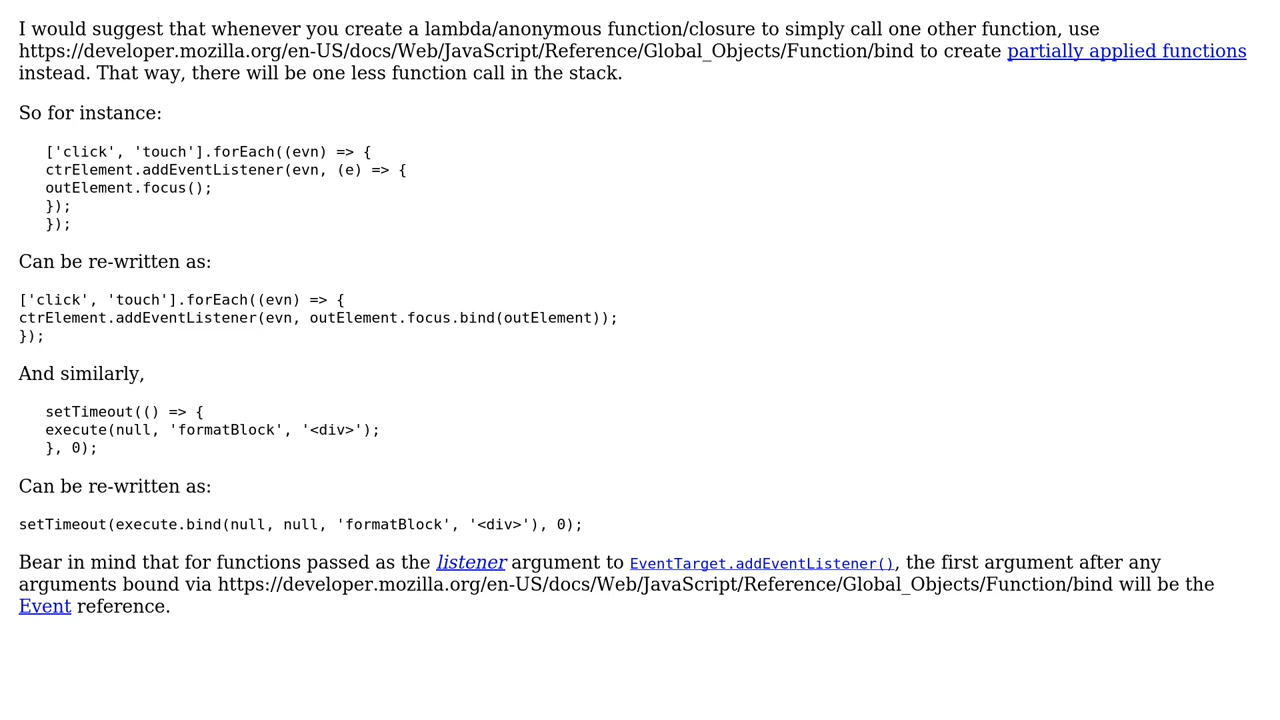 I would suggest that whenever you create a lambda/anonymous function/closure to simply call one other function, use
https://developer.mozilla.org/en-US/docs/Web/JavaScript/Reference/Global_Objects/Function/bind to create partially applied functions
instead. That way, there will be one less function call in the stack.
So for instance:
['click', 'touch'].forEach((evn) => {
ctrElement.addEventListener(evn, (e) => {
outElement.focus();
});
});
Can be re-written as:
['click', 'touch'].forEach((evn) => {
ctrElement.addEventListener(evn, outElement.focus.bind(outElement));
});
And similarly,
setTimeout(() => {
execute(null, 'formatBlock', '<div>');
}, 0);
Can be re-written as:
setTimeout(execute.bind(null, null, 'formatBlock', '<div>'), 0);
Bear in mind that for functions passed as the listener argument to EventTarget.addEventListener(), the first argument after any
arguments bound via https://developer.mozilla.org/en-US/docs/Web/JavaScript/Reference/Global_Objects/Function/bind will be the
Event reference.